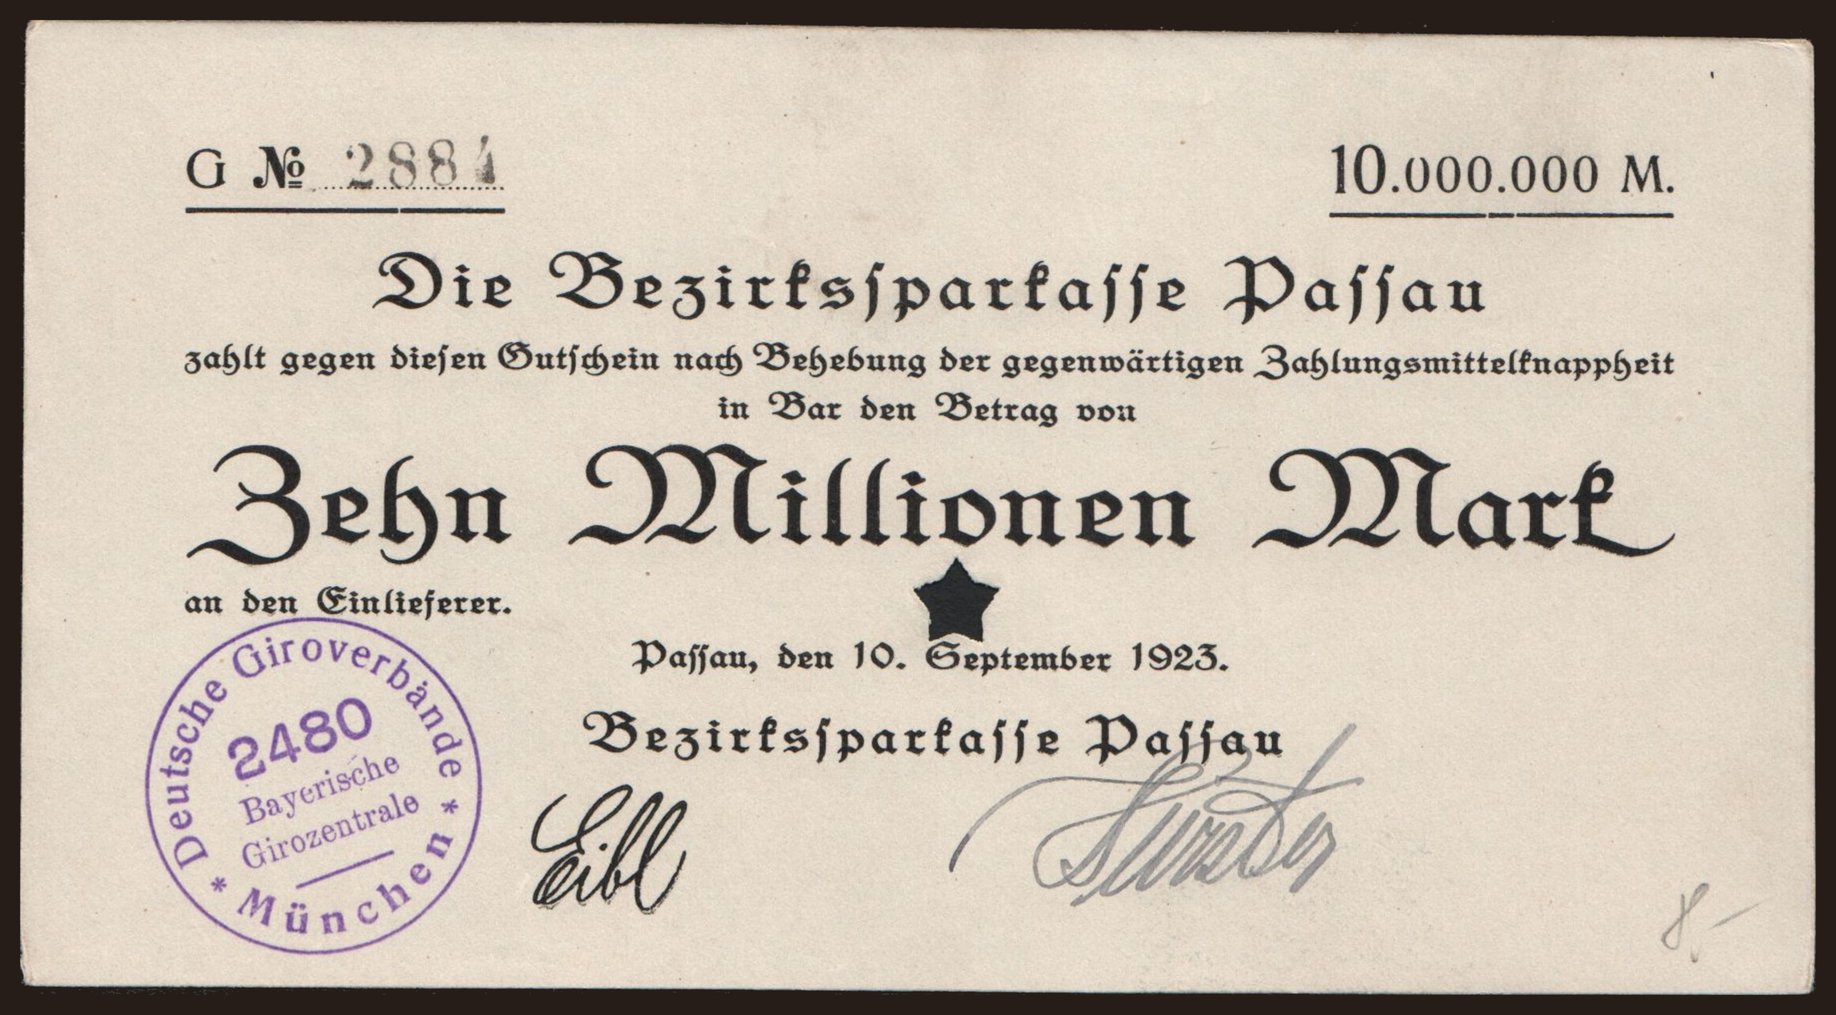 G № 2884
10.000.000 M.
Die Bezirkssparkasse Passau
zahlt gegen diesen Gutschein nach Behebung der gegenwärtigen Zahlungsmittelknappheit
in Bar den Betrag von
Zehn Millionen Mark
an den Einlieferer.
Passau, den 10. September 1923.
Bezirkssparkasse Passau
Deutsche Giroverbände
2480
Bayerische
Girozentrale
* München *
Eibl
8,-